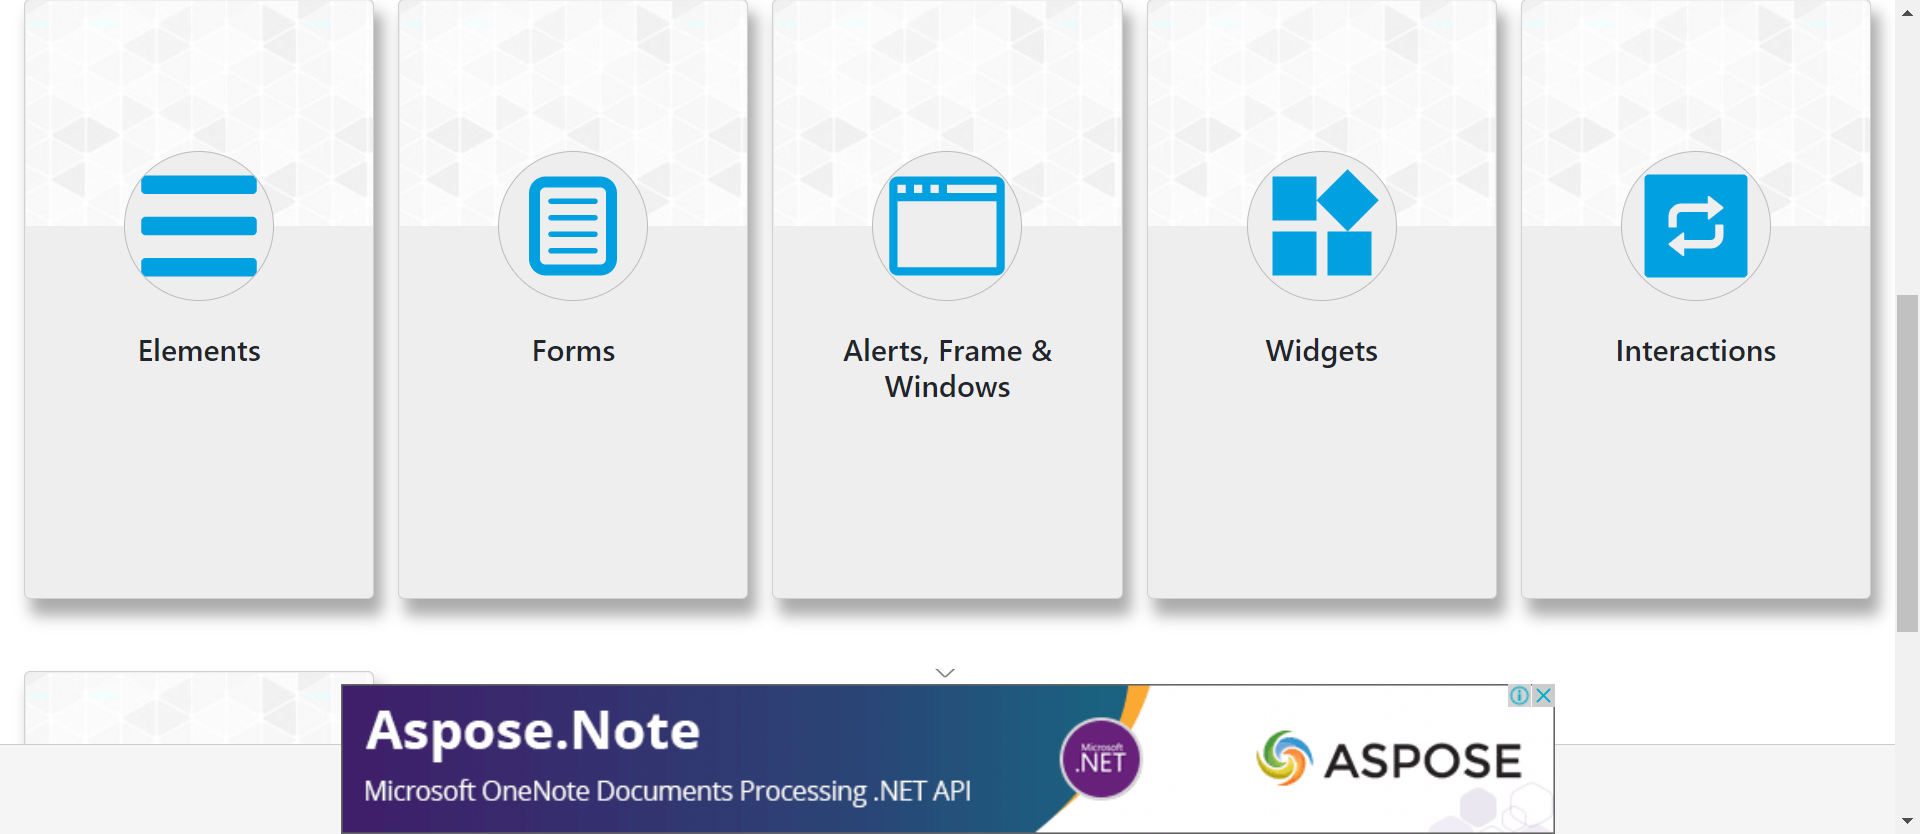 Elements
Forms
Alerts, Frame &
Windows
Widgets
Interactions
Aspose.Note
Microsoft OneNote Documents Processing .NET API
Microsoft
.NET
ASPOSE